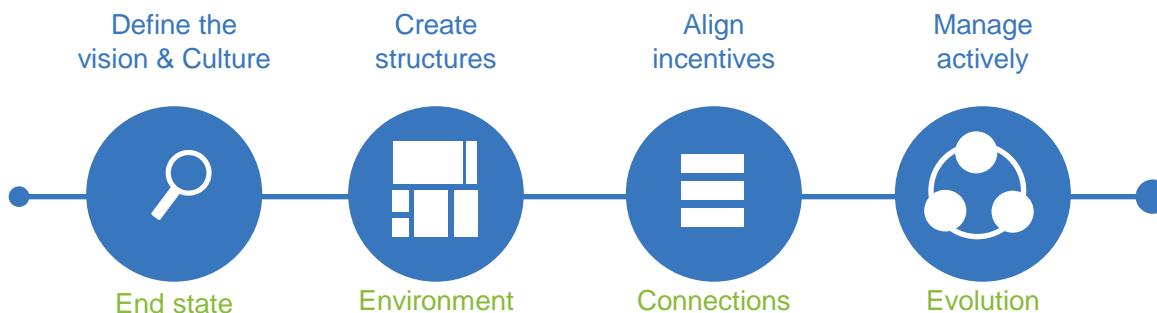 Define the
vision & Culture
Create
structures
Align
incentives
Manage
actively
End state
Environment
Connections
Evolution